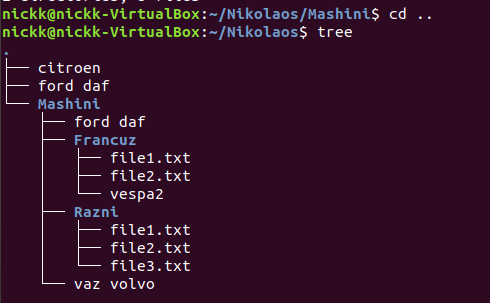 nickk@nickk-VirtualBox:~/Nikolaos/Mashini$ cd ..
nickk@nickk-VirtualBox:~/Nikolaos$ tree
.
├── citroen
├── ford daf
└── Mashini
    ├── ford daf
    ├── Francuz
    │   ├── file1.txt
    │   ├── file2.txt
    │   └── vespa2
    ├── Razni
    │   ├── file1.txt
    │   ├── file2.txt
    │   └── file3.txt
    └── vaz volvo